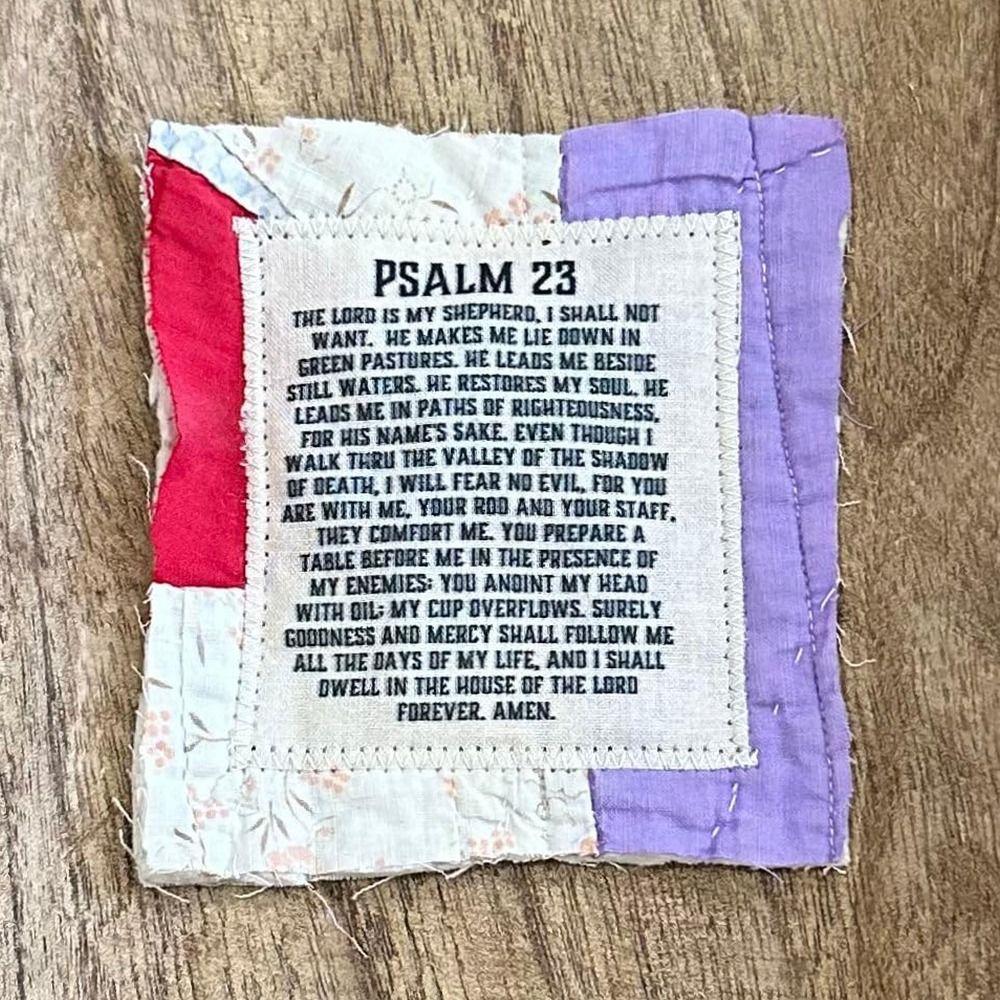 PSALM 23
THE LORD IS MY SHEPHERD, I SHALL NOT
WANT. HE MAKES ME LIE DOWN IN
GREEN PASTURES. HE LEADS ME BESIDE
STILL WATERS. HE RESTORES MY SOUL. HE
LEADS ME IN PATHS OF RIGHTEOUSNESS,
FOR HIS NAME'S SAKE. EVEN THOUGH I
WALK THRU THE VALLEY OF THE SHADOW
OF DEATH, I WILL FEAR NO EVIL, FOR YOU
ARE WITH ME, YOUR ROD AND YOUR STAFF,
THEY COMFORT ME. YOU PREPARE A
TABLE BEFORE ME IN THE PRESENCE OF
MY ENEMIES; YOU ANOINT MY HEAD
WITH OIL; MY CUP OVERFLOWS. SURELY
GOODNESS AND MERCY SHALL FOLLOW ME
ALL THE DAYS OF MY LIFE, AND I SHALL
DWELL IN THE HOUSE OF THE LORD
FOREVER. AMEN.